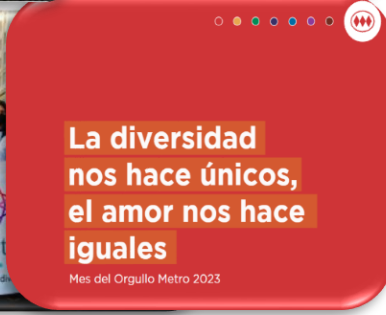 La diversidad
nos hace únicos,
el amor nos hace
iguales
Mes del Orgullo Metro 2023